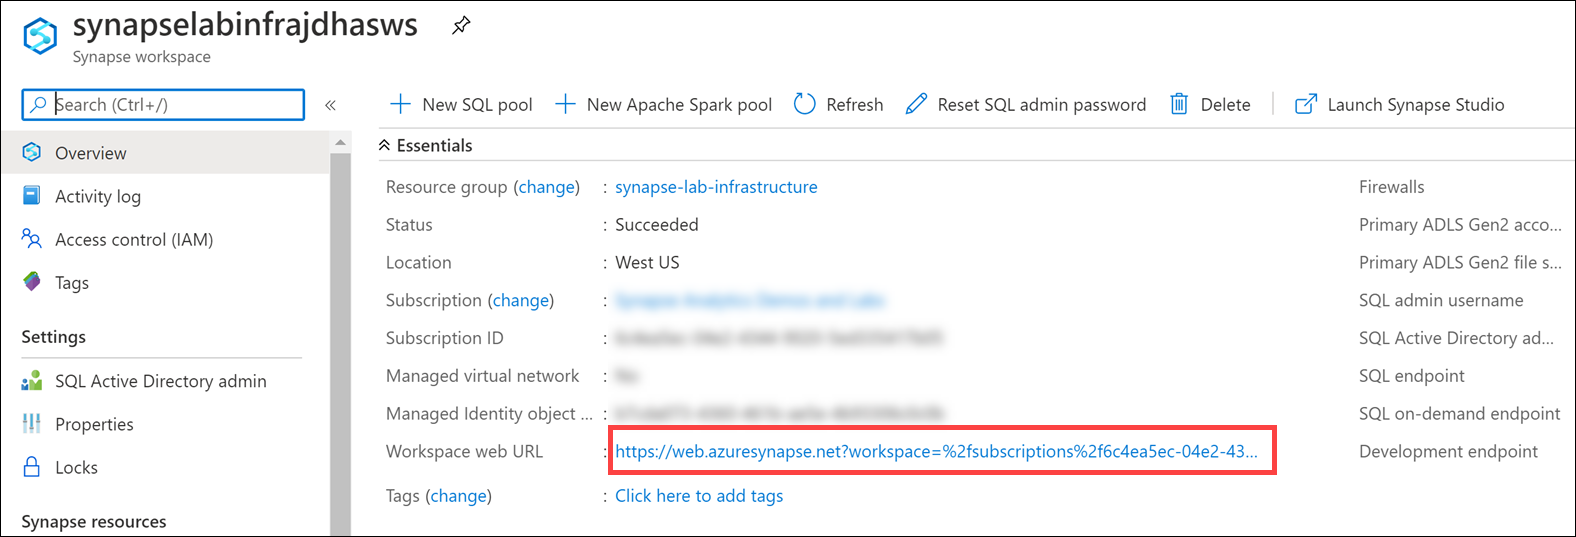 synapselabinfrajdhasws
Synapse workspace
Search (Ctrl+/)
«
New SQL pool
New Apache Spark pool
Refresh
Reset SQL admin password
Delete
Launch Synapse Studio
Overview
Activity log
Access control (IAM)
Tags
Settings
SQL Active Directory admin
Properties
Locks
Synapse resources
Essentials
Resource group (change) : synapse-lab-infrastructure
Status : Succeeded
Location : West US
Subscription (change) :
Subscription ID :
Managed virtual network :
Managed Identity object ... :
Workspace web URL : https://web.azuresynapse.net?workspace=%2fsubscriptions%2f6c4ea5ec-04e2-43...
Tags (change) : Click here to add tags
Firewalls
Primary ADLS Gen2 acco...
Primary ADLS Gen2 file s...
SQL admin username
SQL Active Directory ad...
SQL endpoint
SQL on-demand endpoint
Development endpoint